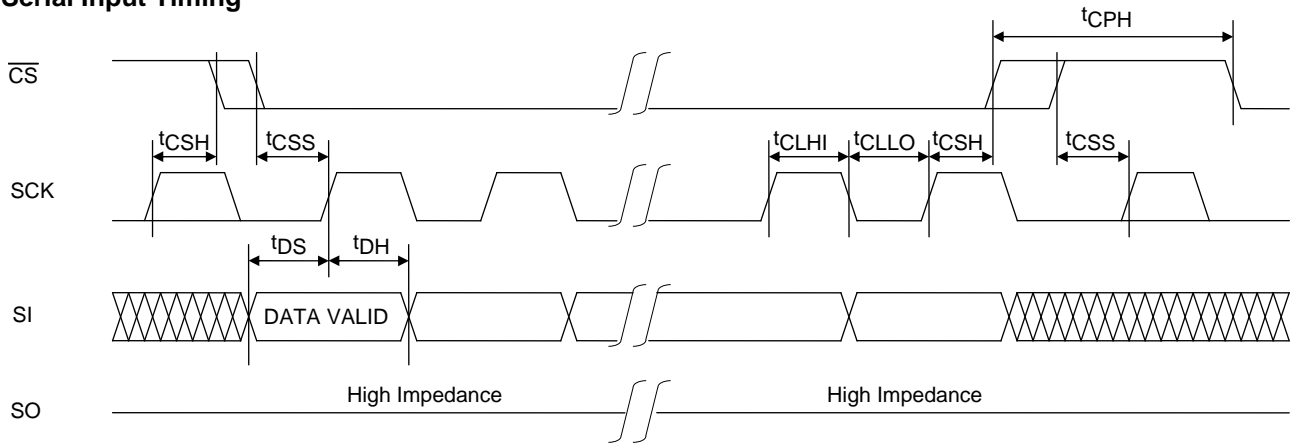 Serial Input Timing
tCPH
CS
tCSH tCSS tCLHI tCLLO tCSH tCSS
SCK
tDS tDH
SI DATA VALID
High Impedance High Impedance
SO